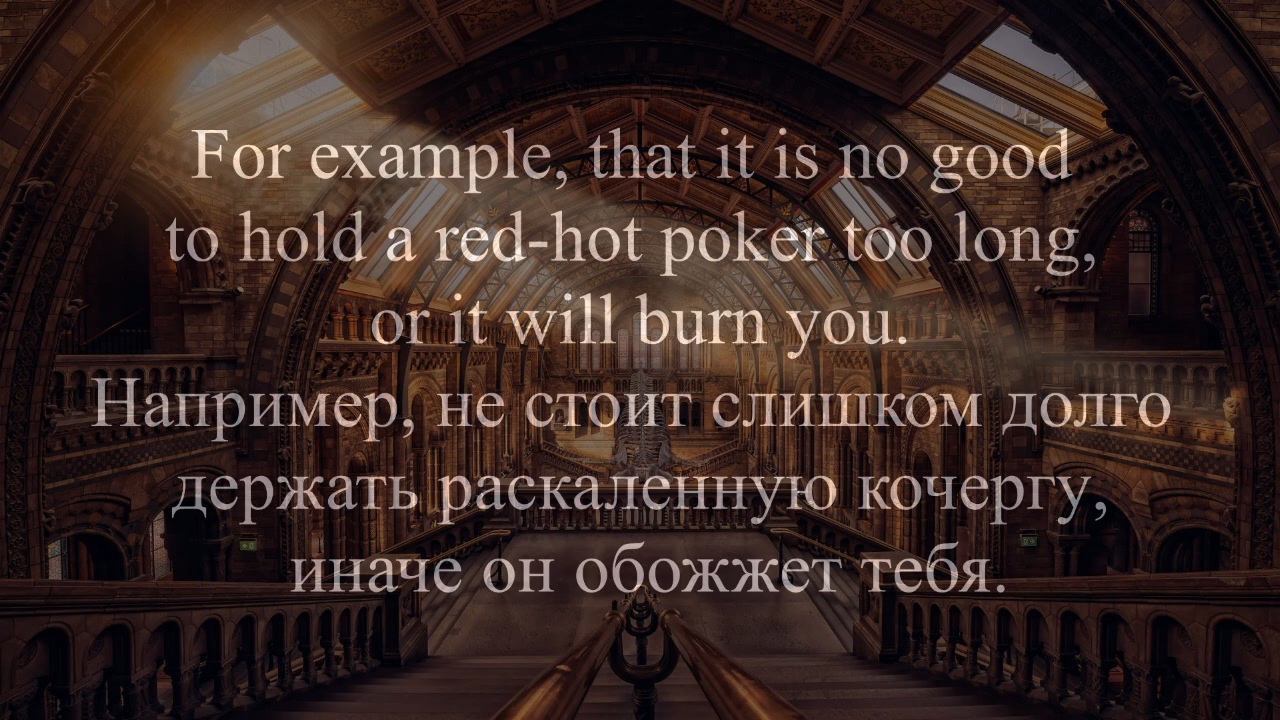 For example, that it is no good
to hold a red-hot poker too long,
or it will burn you.
Например, не стоит слишком долго
держать раскаленную кочергу,
иначе он обожжет тебя.